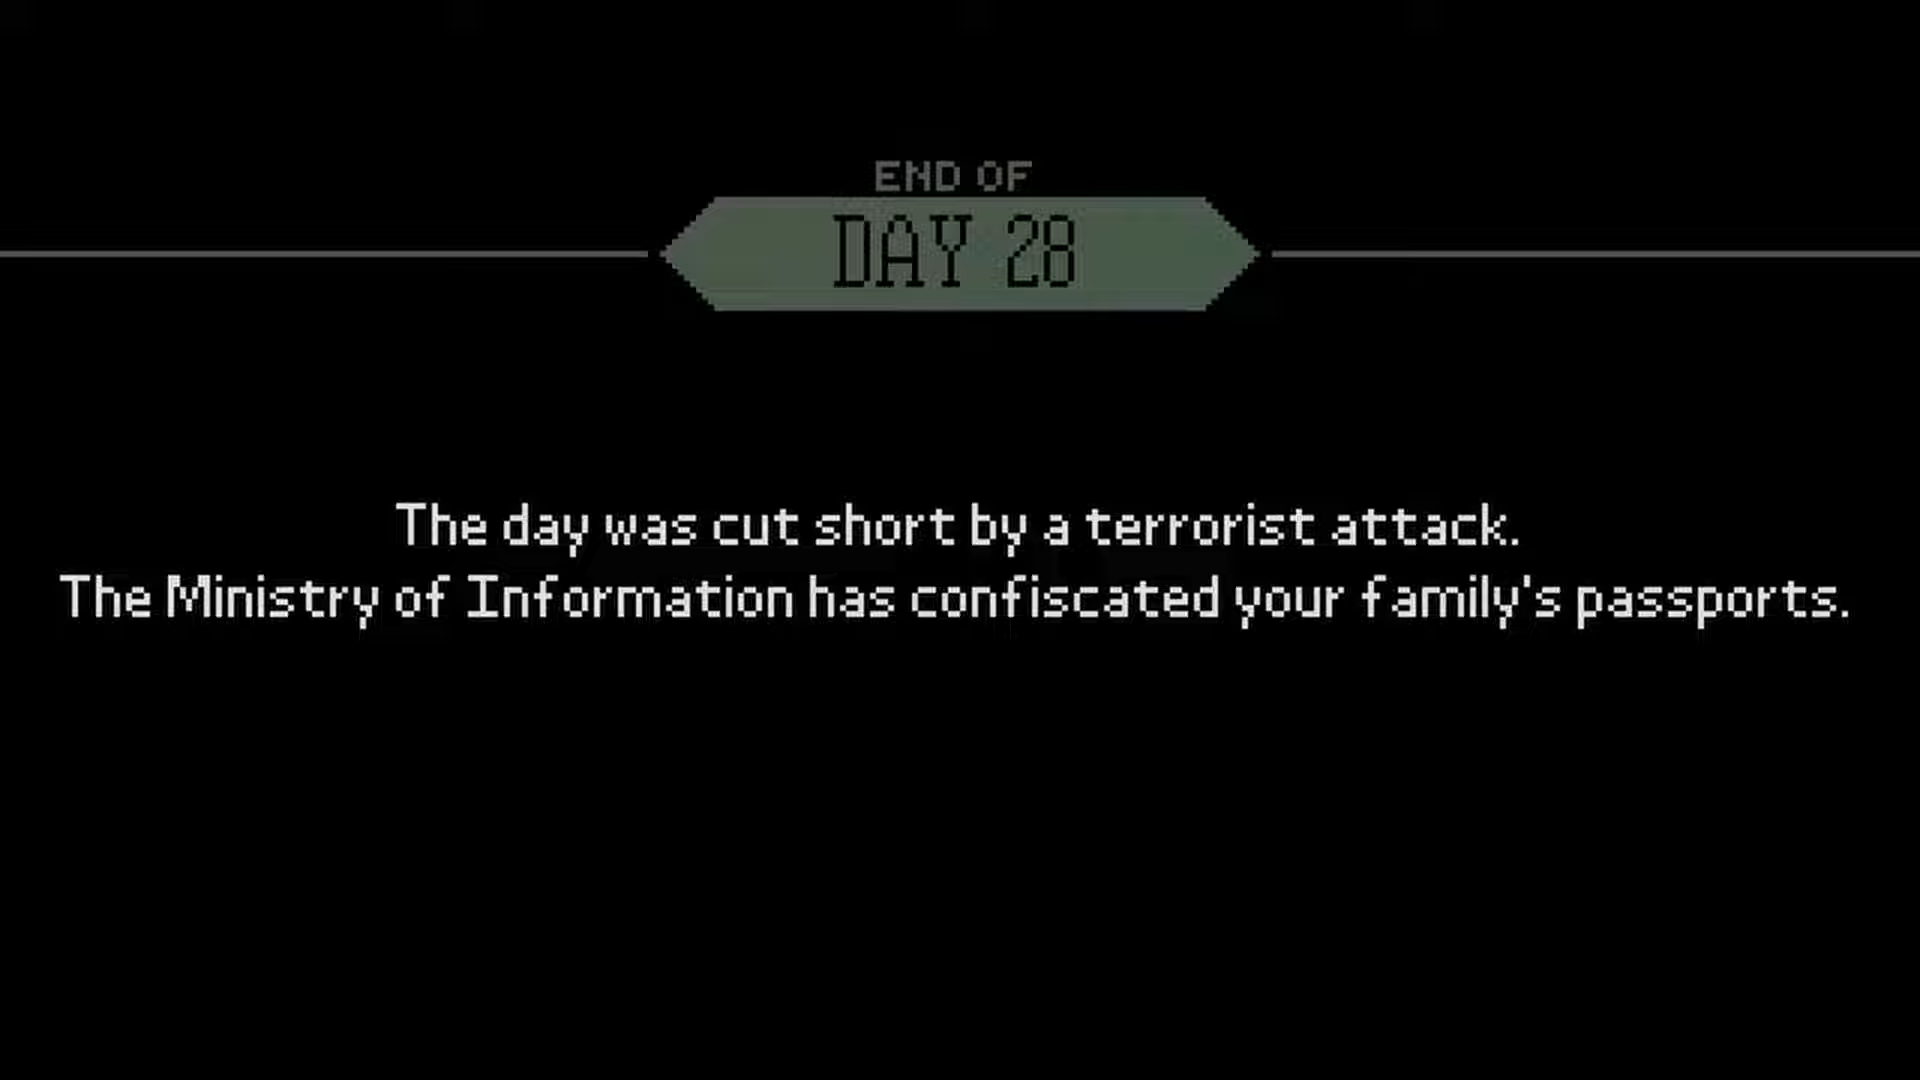 END OF
DAY 28
The day was cut short by a terrorist attack.
The Ministry of Information has confiscated your family's passports.